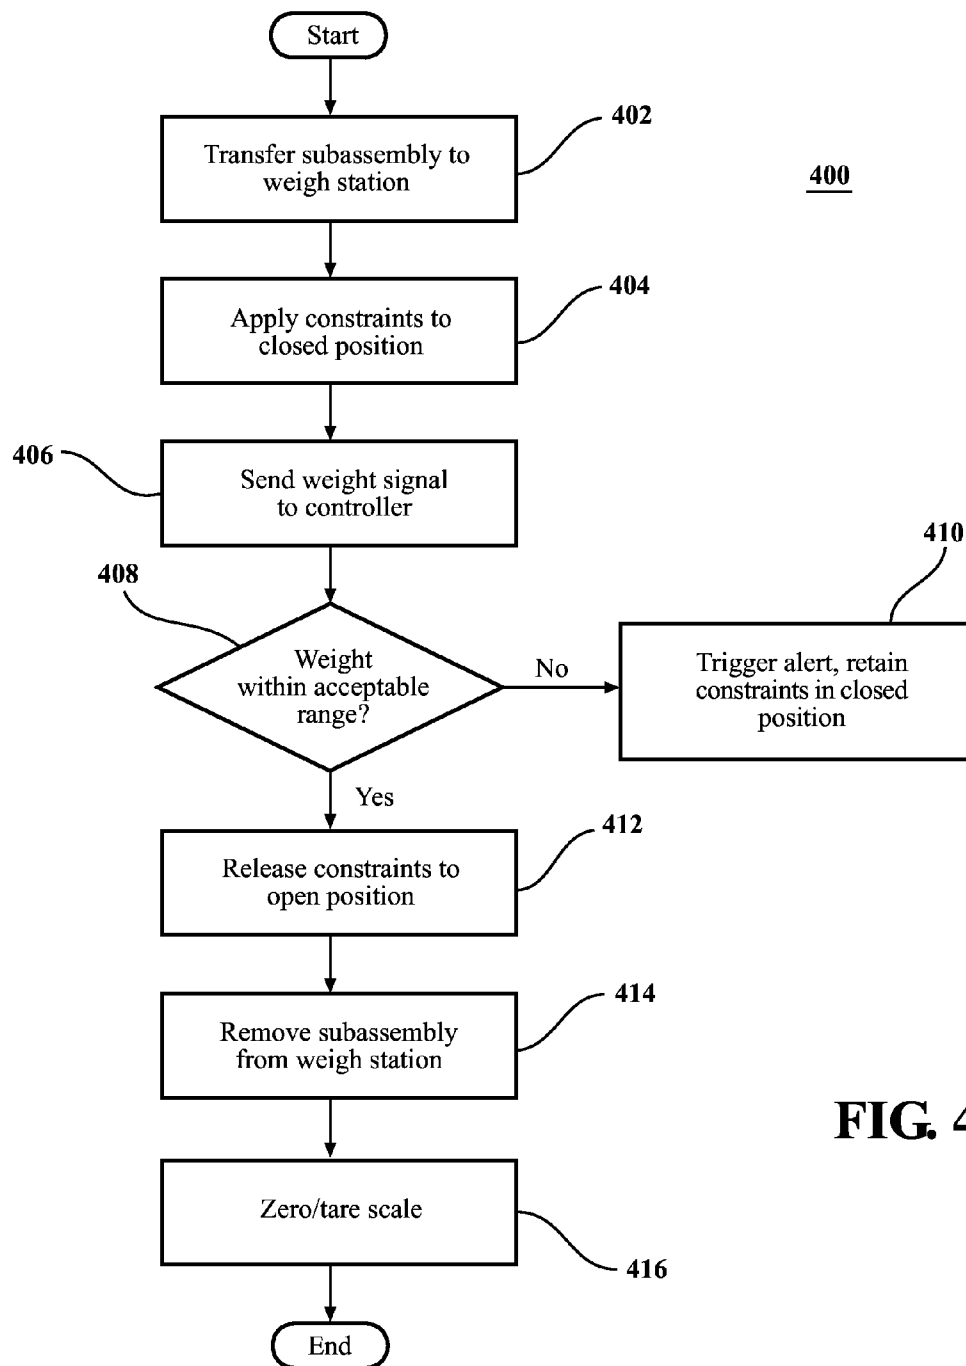 Start
402
Transfer subassembly to
weigh station
400
404
Apply constraints to
closed position
406
Send weight signal
to controller
408
410
Weight
within acceptable
range?
No
Trigger alert, retain
constraints in closed
position
Yes
412
Release constraints to
open position
414
Remove subassembly
from weigh station
FIG. 4
Zero/tare scale
416
End